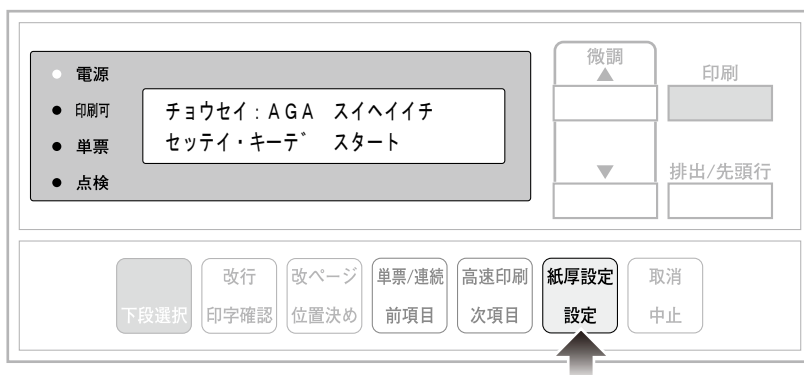 電源
印刷可
単票
点検
チョウセイ：ＡＧＡ　スイヘイイチ
セッテイ・キーデ゛　スタート
微調
▲
▼
印刷
排出/先頭行
下段選択
改行
印字確認
改ページ
位置決め
単票/連続
前項目
高速印刷
次項目
紙厚設定
設定
取消
中止